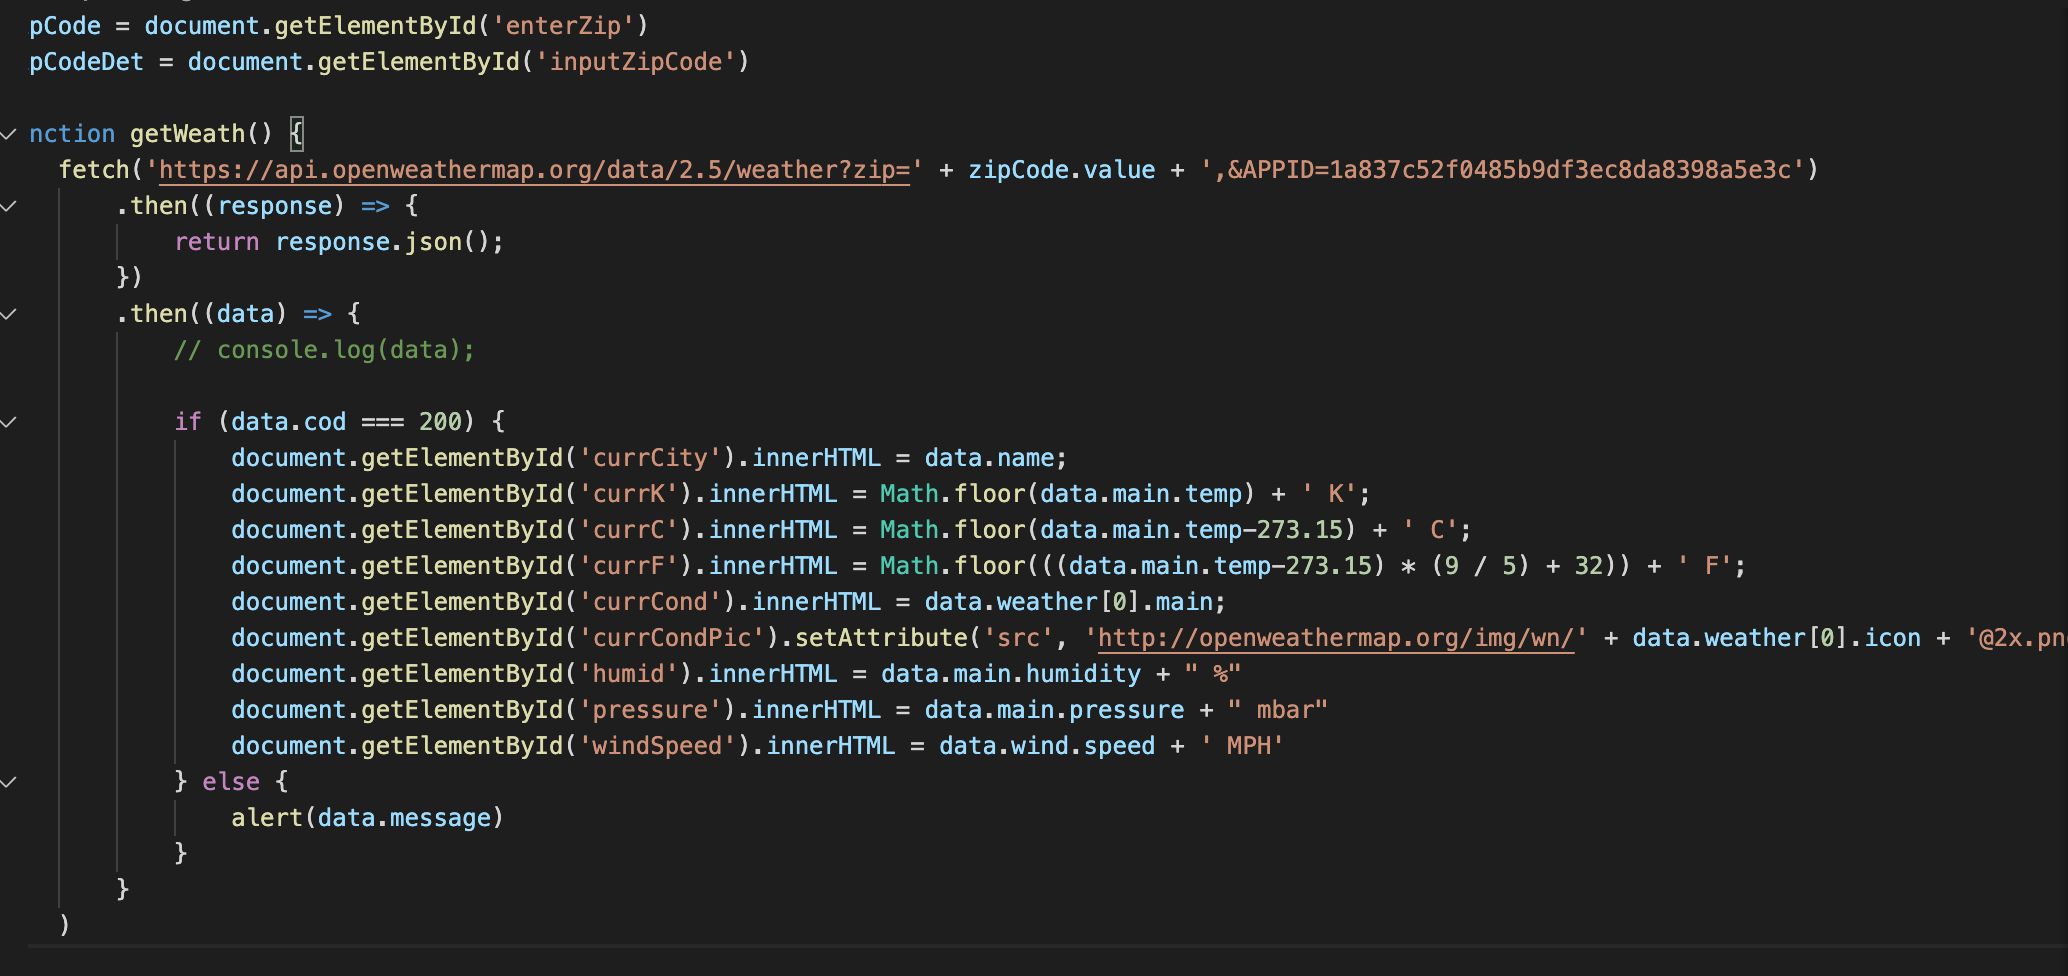 pCode = document.getElementById('enterZip')
pCodeDet = document.getElementById('inputZipCode')
nction getWeath() {
fetch('https://api.openweathermap.org/data/2.5/weather?zip=' + zipCode.value + ',&APPID=1a837c52f0485b9df3ec8da8398a5e3c')
.then((response) => {
return response.json();
})
.then((data) => {
// console.log(data);
if (data.cod === 200) {
document.getElementById('currCity').innerHTML = data.name;
document.getElementById('currK').innerHTML = Math.floor(data.main.temp) + ' K';
document.getElementById('currC').innerHTML = Math.floor(data.main.temp-273.15) + ' C';
document.getElementById('currF').innerHTML = Math.floor(((data.main.temp-273.15) * (9 / 5) + 32)) + ' F';
document.getElementById('currCond').innerHTML = data.weather[0].main;
document.getElementById('currCondPic').setAttribute('src', 'http://openweathermap.org/img/wn/' + data.weather[0].icon + '@2x.pn
document.getElementById('humid').innerHTML = data.main.humidity + " %"
document.getElementById('pressure').innerHTML = data.main.pressure + " mbar"
document.getElementById('windSpeed').innerHTML = data.wind.speed + ' MPH'
} else {
alert(data.message)
}
}
)